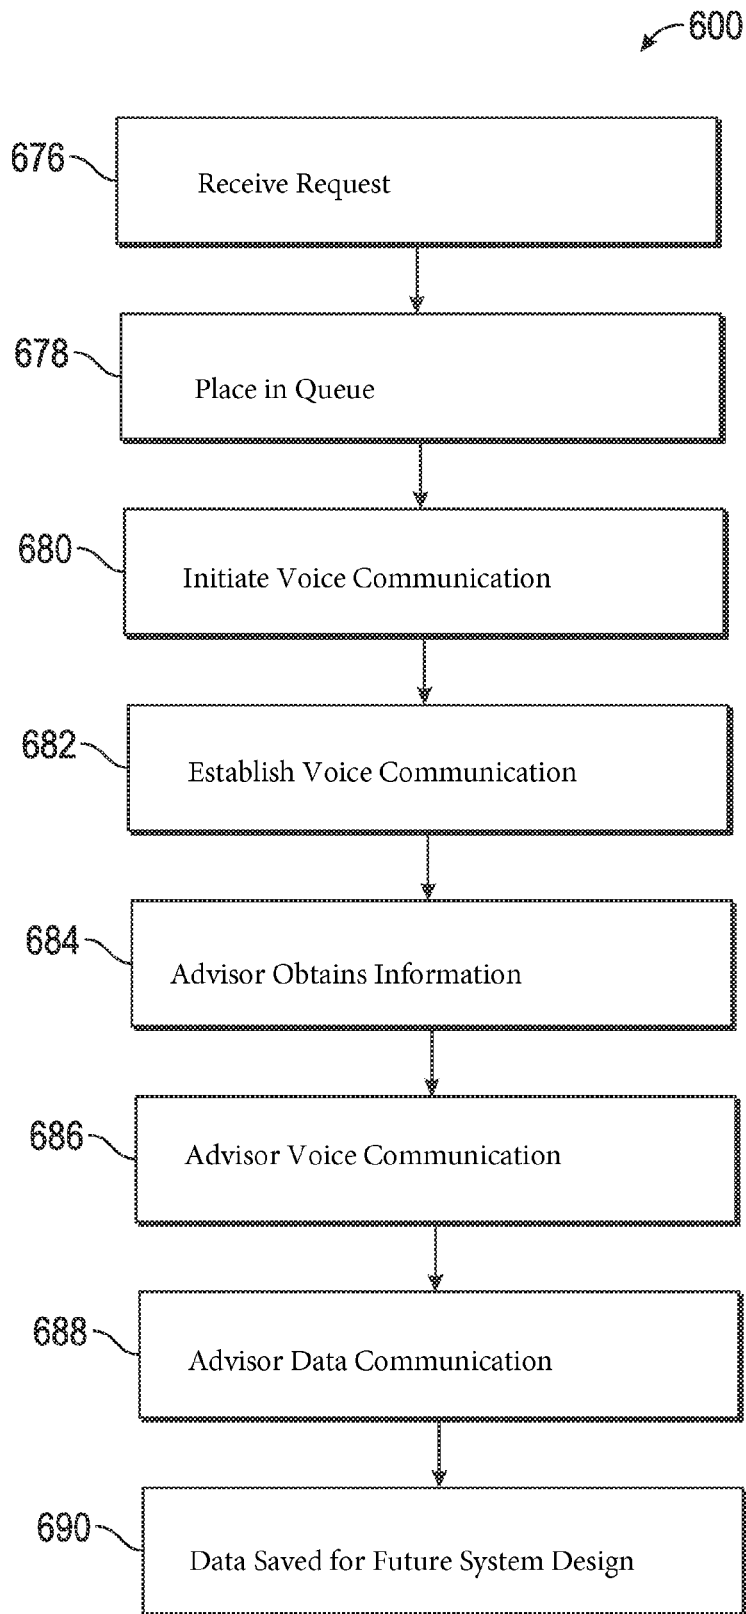 600
676
Receive Request
678
Place in Queue
680
Initiate Voice Communication
682
Establish Voice Communication
684
Advisor Obtains Information
686
Advisor Voice Communication
688
Advisor Data Communication
690
Data Saved for Future System Design